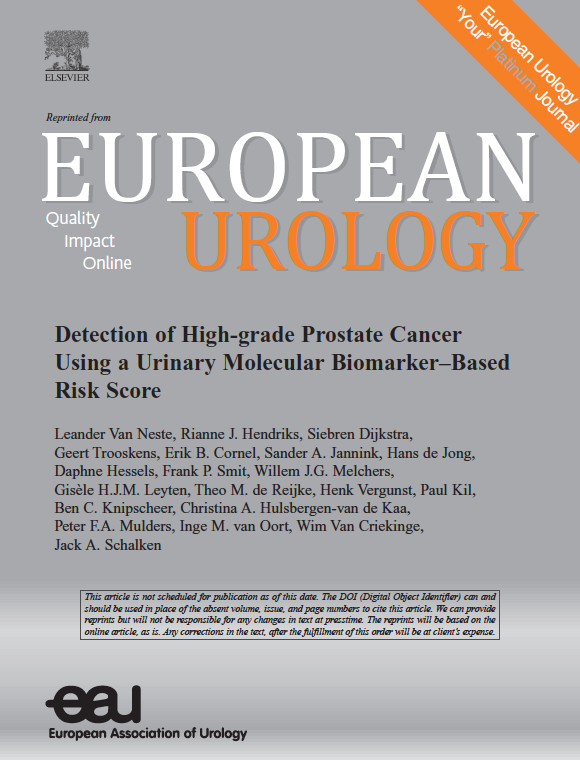 European Urology
"Your" Platinum Journal
ELSEVIER
Reprinted from
EUROPEAN
UROLOGY
Quality
Impact
Online
Detection of High-grade Prostate Cancer
Using a Urinary Molecular Biomarker–Based
Risk Score
Leander Van Neste, Rianne J. Hendriks, Siebren Dijkstra,
Geert Trooskens, Erik B. Cornel, Sander A. Jannink, Hans de Jong,
Daphne Hessels, Frank P. Smit, Willem J.G. Melchers,
Gisèle H.J.M. Leyten, Theo M. de Reijke, Henk Vergunst, Paul Kil,
Ben C. Knipscheer, Christina A. Hulsbergen-van de Kaa,
Peter F.A. Mulders, Inge M. van Oort, Wim Van Criekinge,
Jack A. Schalken
This article is not scheduled for publication as of this date. The DOI (Digital Object Identifier) can and
should be used in place of the absent volume, issue, and page numbers to cite this article. We can provide
reprints but will not be responsible for any changes in text at presstime. The reprints will be based on the
online article, as is. Any corrections in the text, after the fulfillment of this order will be at client's expense.
eau
European Association of Urology